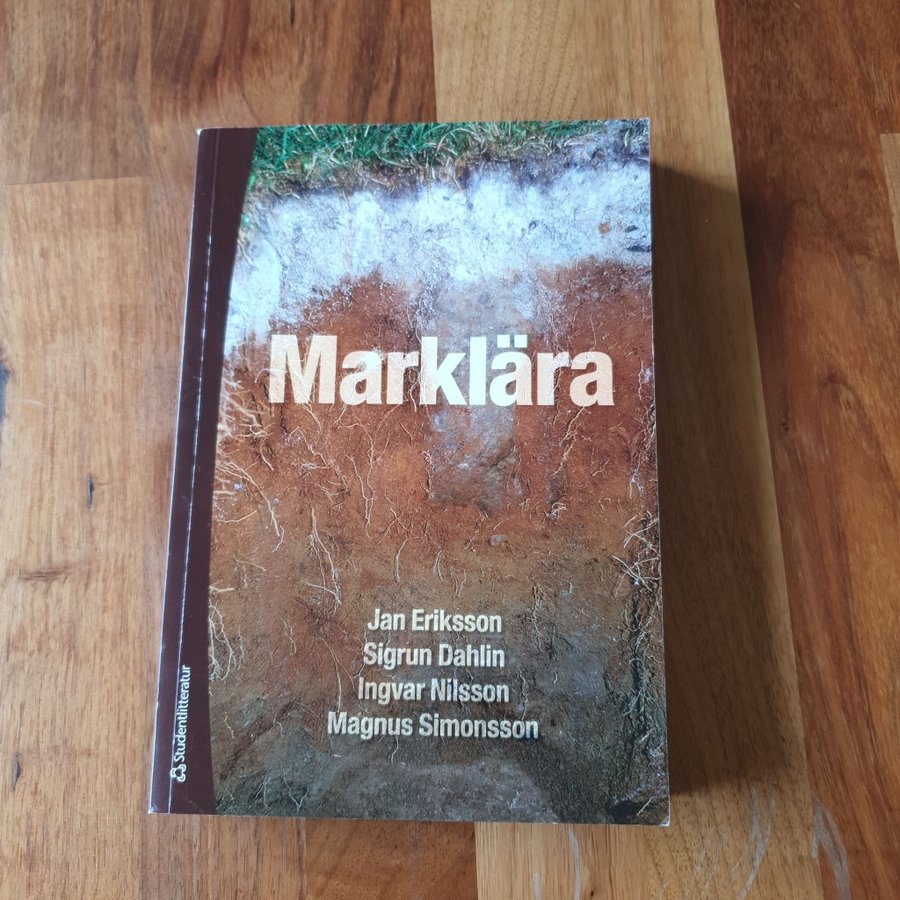 Marklära
Jan Eriksson
Sigrun Dahlin
Ingvar Nilsson
Magnus Simonsson
Studentlitteratur